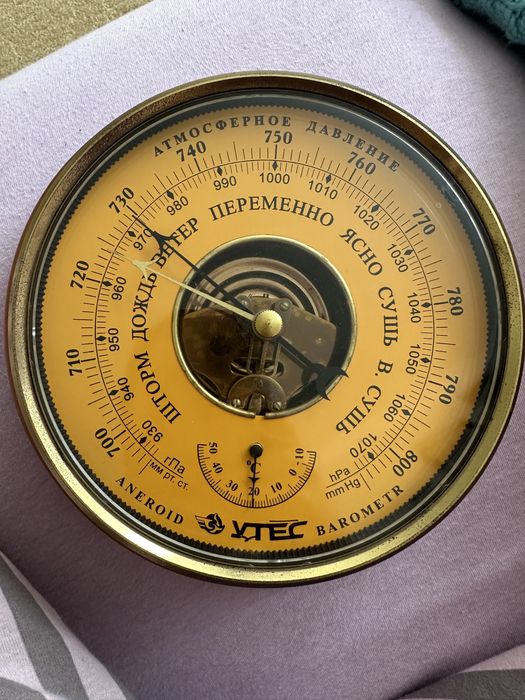 АТМОСФЕРНОЕ ДАВЛЕНИЕ
700 710 720 730 740 750 760 770 780 790 800
930 940 950 960 970 980 990 1000 1010 1020 1030 1040 1050 1060 1070
ШТОРМ ДОЖДЬ ВЕТЕР ПЕРЕМЕННО ЯСНО СУШЬ В. СУШЬ
гПа
мм.рт.ст.
hPa
mmHg
50 40 30 20 10 0 -10
°C
ANEROID УТЕС BAROMETR